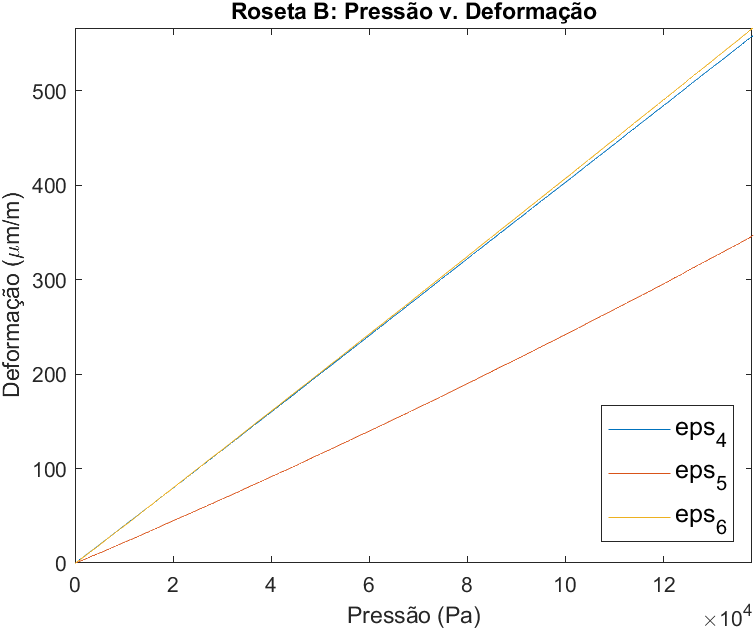 Roseta B: Pressão v. Deformação
Deformação (μm/m)
500
400
300
200
100
0
eps4
eps5
eps6
0 2 4 6 8 10 12
×10^4
Pressão (Pa)